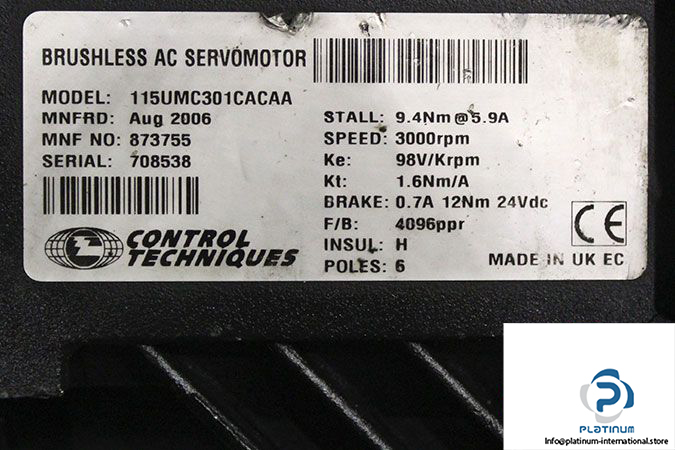 BRUSHLESS AC SERVOMOTOR
MODEL: 115UMC301CACAA
MNFRD: Aug 2006
MNF NO: 873755
SERIAL: 708538
CONTROL
TECHNIQUES
STALL: 9.4Nm@5.9A
SPEED: 3000rpm
Ke: 98V/Krpm
Kt: 1.6Nm/A
BRAKE: 0.7A 12Nm 24Vdc
F/B: 4096ppr
INSUL: H
POLES: 6
CE
MADE IN UK EC
PLATINUM
Info@platinum-international.store